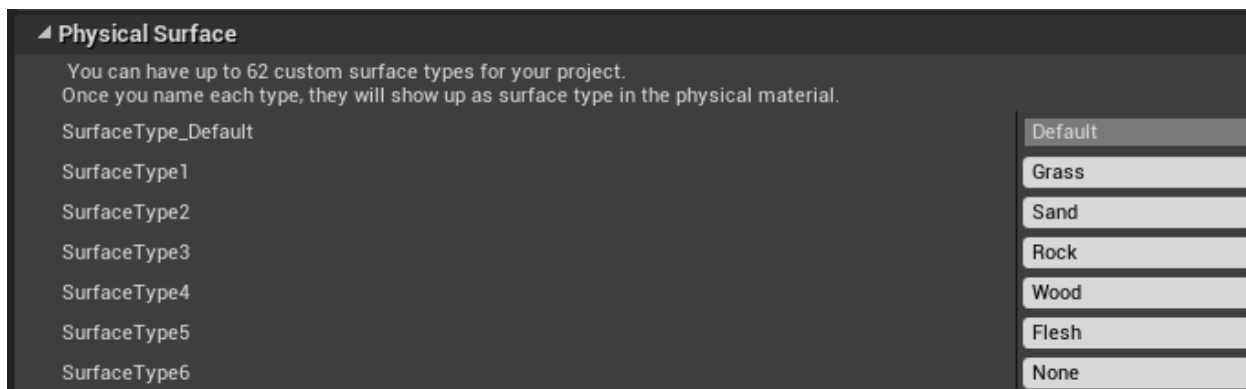 Physical Surface
You can have up to 62 custom surface types for your project.
Once you name each type, they will show up as surface type in the physical material.
SurfaceType_Default Default
SurfaceType1 Grass
SurfaceType2 Sand
SurfaceType3 Rock
SurfaceType4 Wood
SurfaceType5 Flesh
SurfaceType6 None